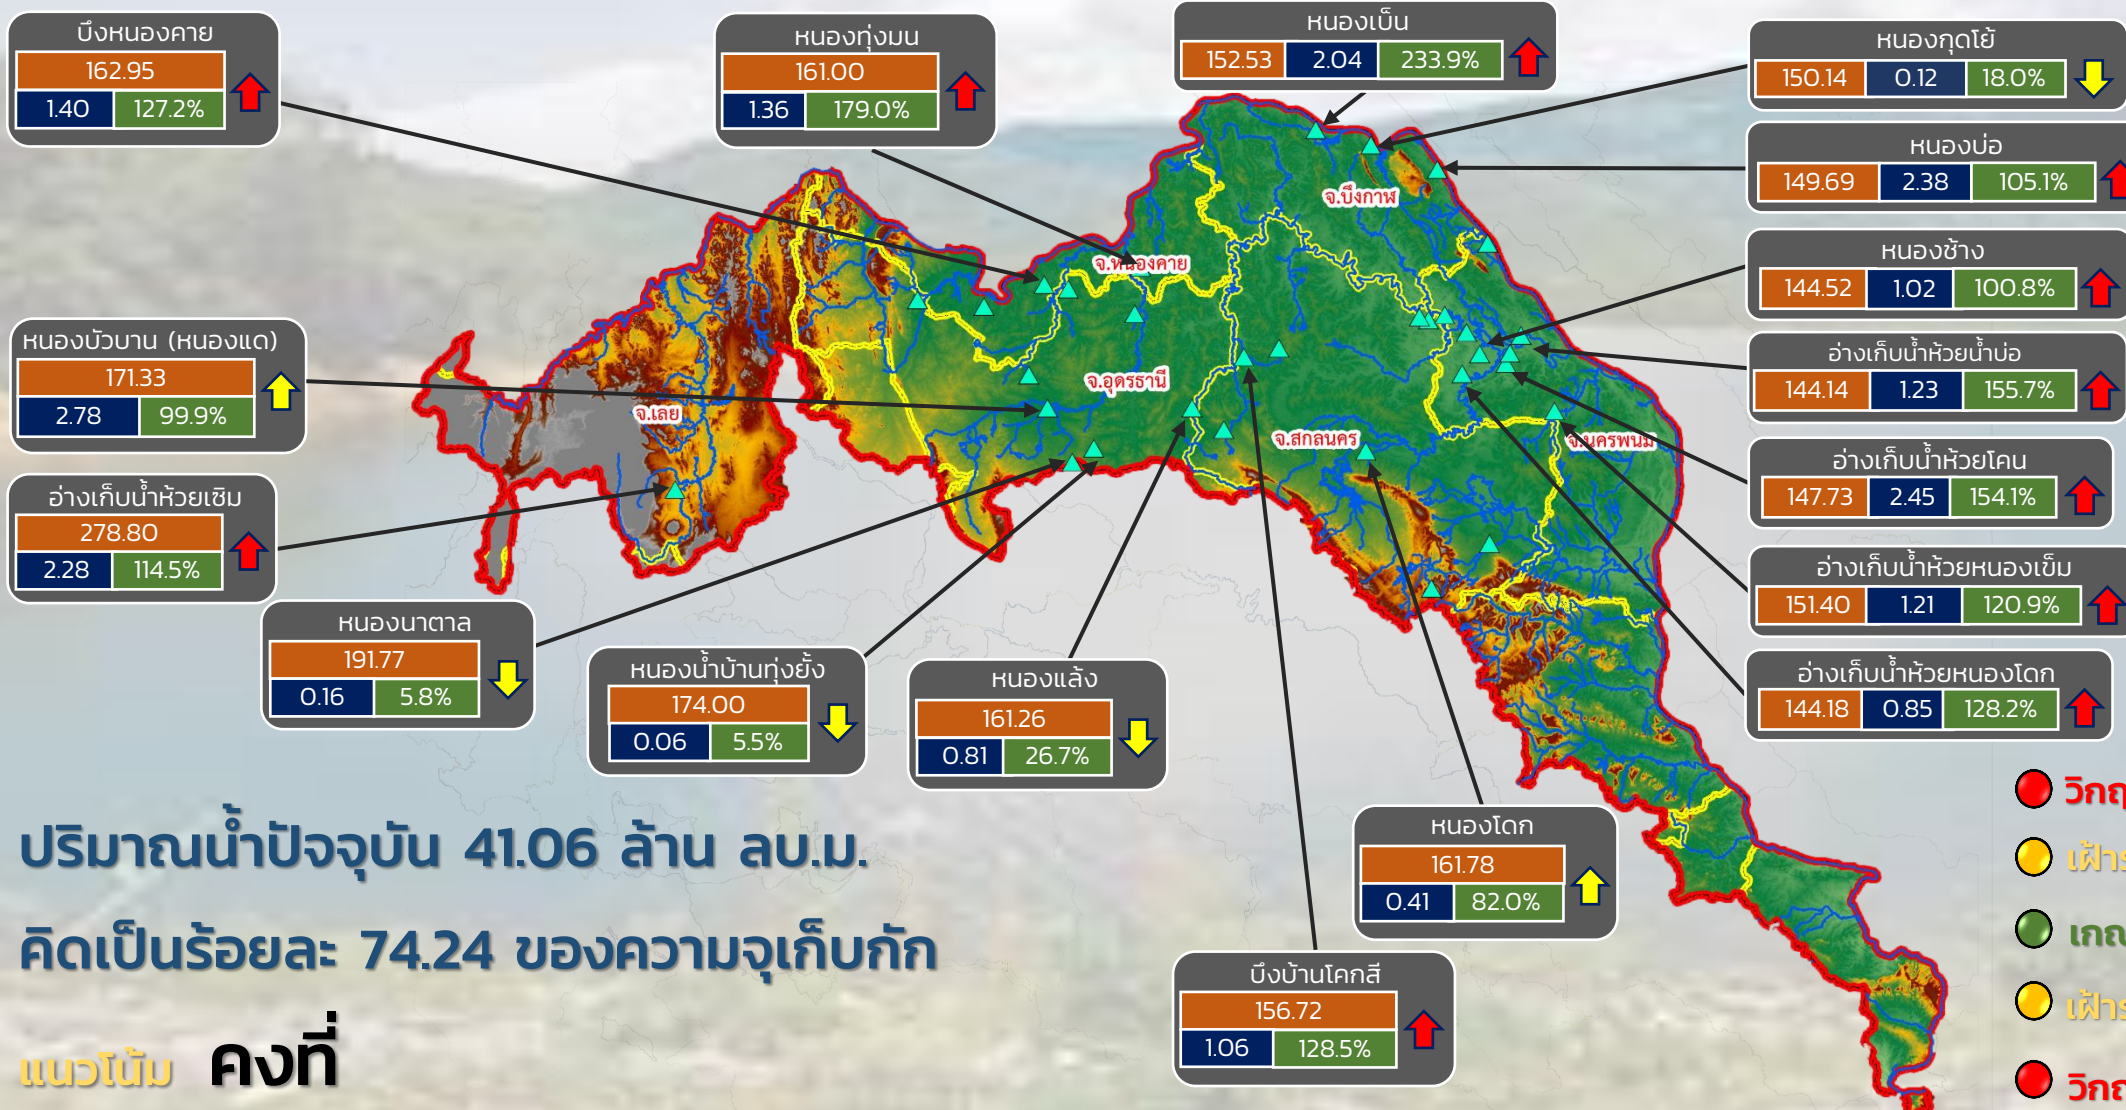 บึงหนองคาย
162.95
1.40 127.2%
หนองทุ่งมน
161.00
1.36 179.0%
หนองเบ็น
152.53 2.04 233.9%
หนองกุดโย้
150.14 0.12 18.0%
หนองบ่อ
149.69 2.38 105.1%
หนองช้าง
144.52 1.02 100.8%
อ่างเก็บน้ำห้วยน้ำบ่อ
144.14 1.23 155.7%
อ่างเก็บน้ำห้วยโคน
147.73 2.45 154.1%
อ่างเก็บน้ำห้วยหนองเข็ม
151.40 1.21 120.9%
อ่างเก็บน้ำห้วยหนองโดก
144.18 0.85 128.2%
หนองบัวบาน (หนองแด)
171.33
2.78 99.9%
อ่างเก็บน้ำห้วยเซิม
278.80
2.28 114.5%
หนองนาตาล
191.77
0.16 5.8%
หนองน้ำบ้านทุ่งยั้ง
174.00
0.06 5.5%
หนองแล้ง
161.26
0.81 26.7%
หนองโดก
161.78
0.41 82.0%
บึงบ้านโคกสี
156.72
1.06 128.5%
จ.บึงกาฬ
จ.หนองคาย
จ.อุดรธานี
จ.เลย
จ.สกลนคร
จ.นครพนม
ปริมาณน้ำปัจจุบัน 41.06 ล้าน ลบ.ม.
คิดเป็นร้อยละ 74.24 ของความจุเก็บกัก
แนวโน้ม คงที่